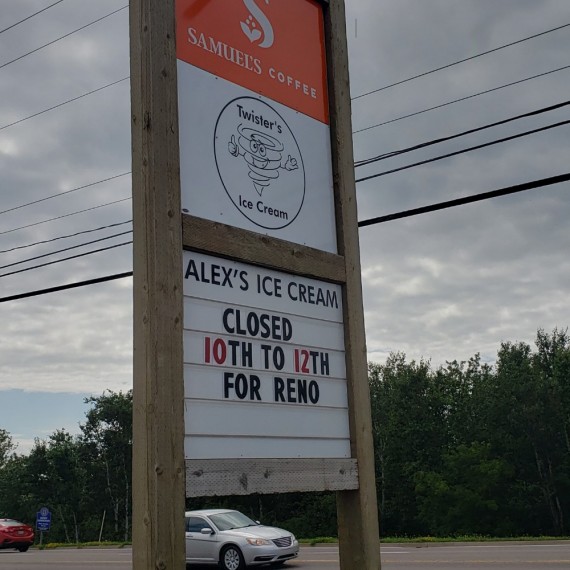 SAMUEL'S COFFEE
Twister's
Ice Cream
ALEX'S ICE CREAM
CLOSED
10TH TO 12TH
FOR RENO